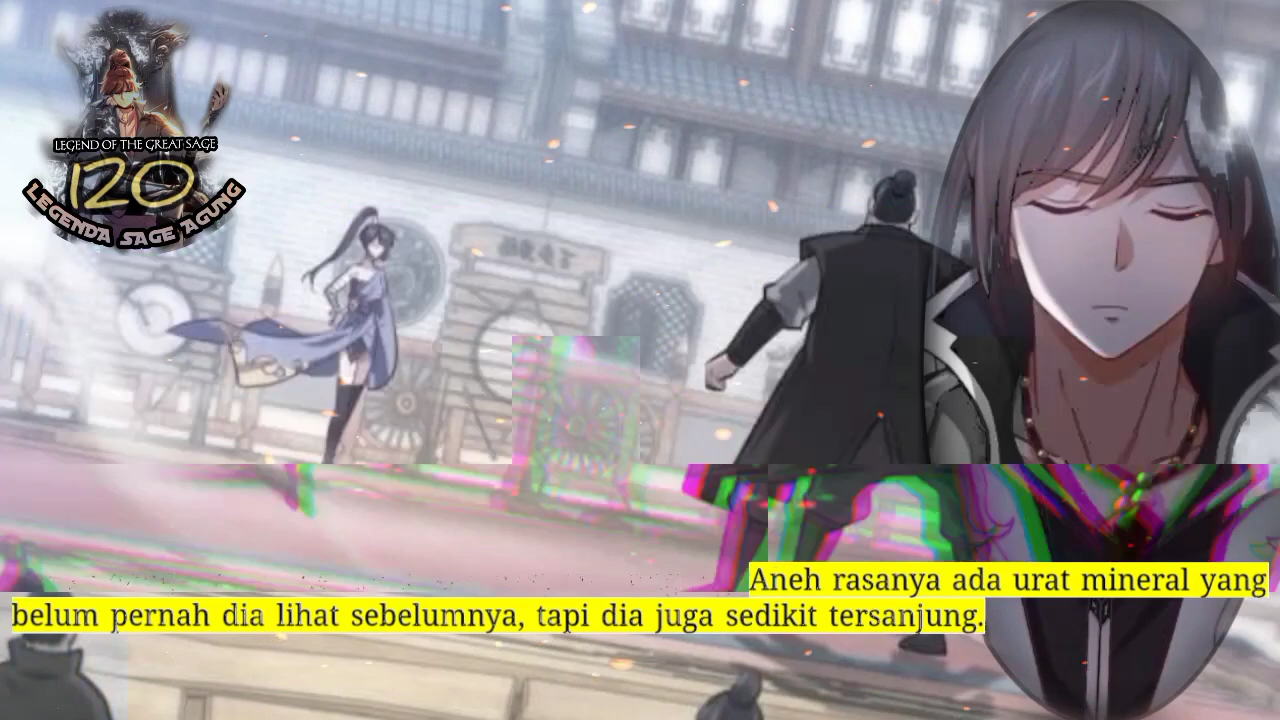 LEGEND OF THE GREAT SAGE
120
LEGENDA SAGE AGUNG
Aneh rasanya ada urat mineral yang
belum pernah dia lihat sebelumnya, tapi dia juga sedikit tersanjung.